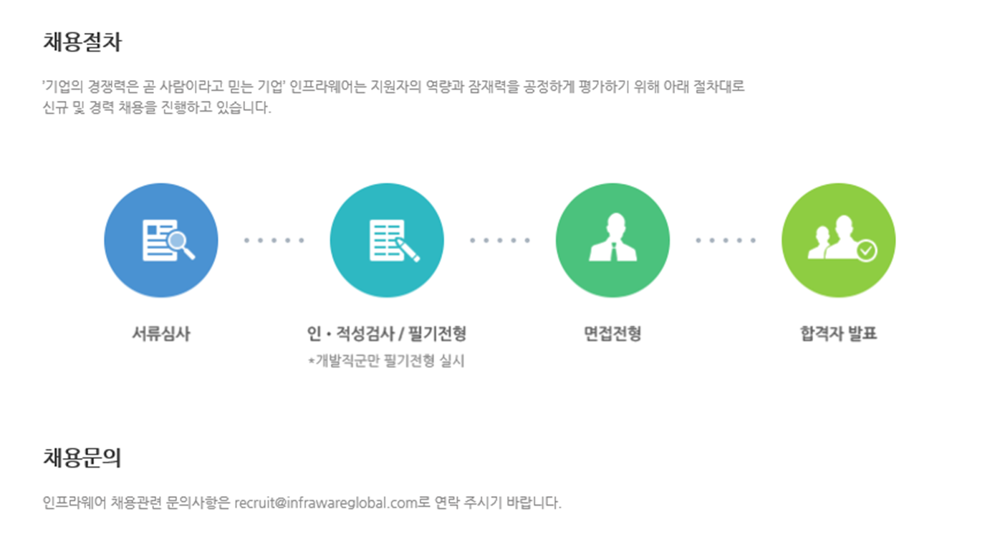 채용절차
'기업의 경쟁력은 곧 사람이라고 믿는 기업' 인프라웨어는 지원자의 역량과 잠재력을 공정하게 평가하기 위해 아래 절차대로
신규 및 경력 채용을 진행하고 있습니다.
서류심사
인 • 적성검사 / 필기전형
*개발직군만 필기전형 실시
면접전형
합격자 발표
채용문의
인프라웨어 채용관련 문의사항은 recruit@infrawareglobal.com로 연락 주시기 바랍니다.